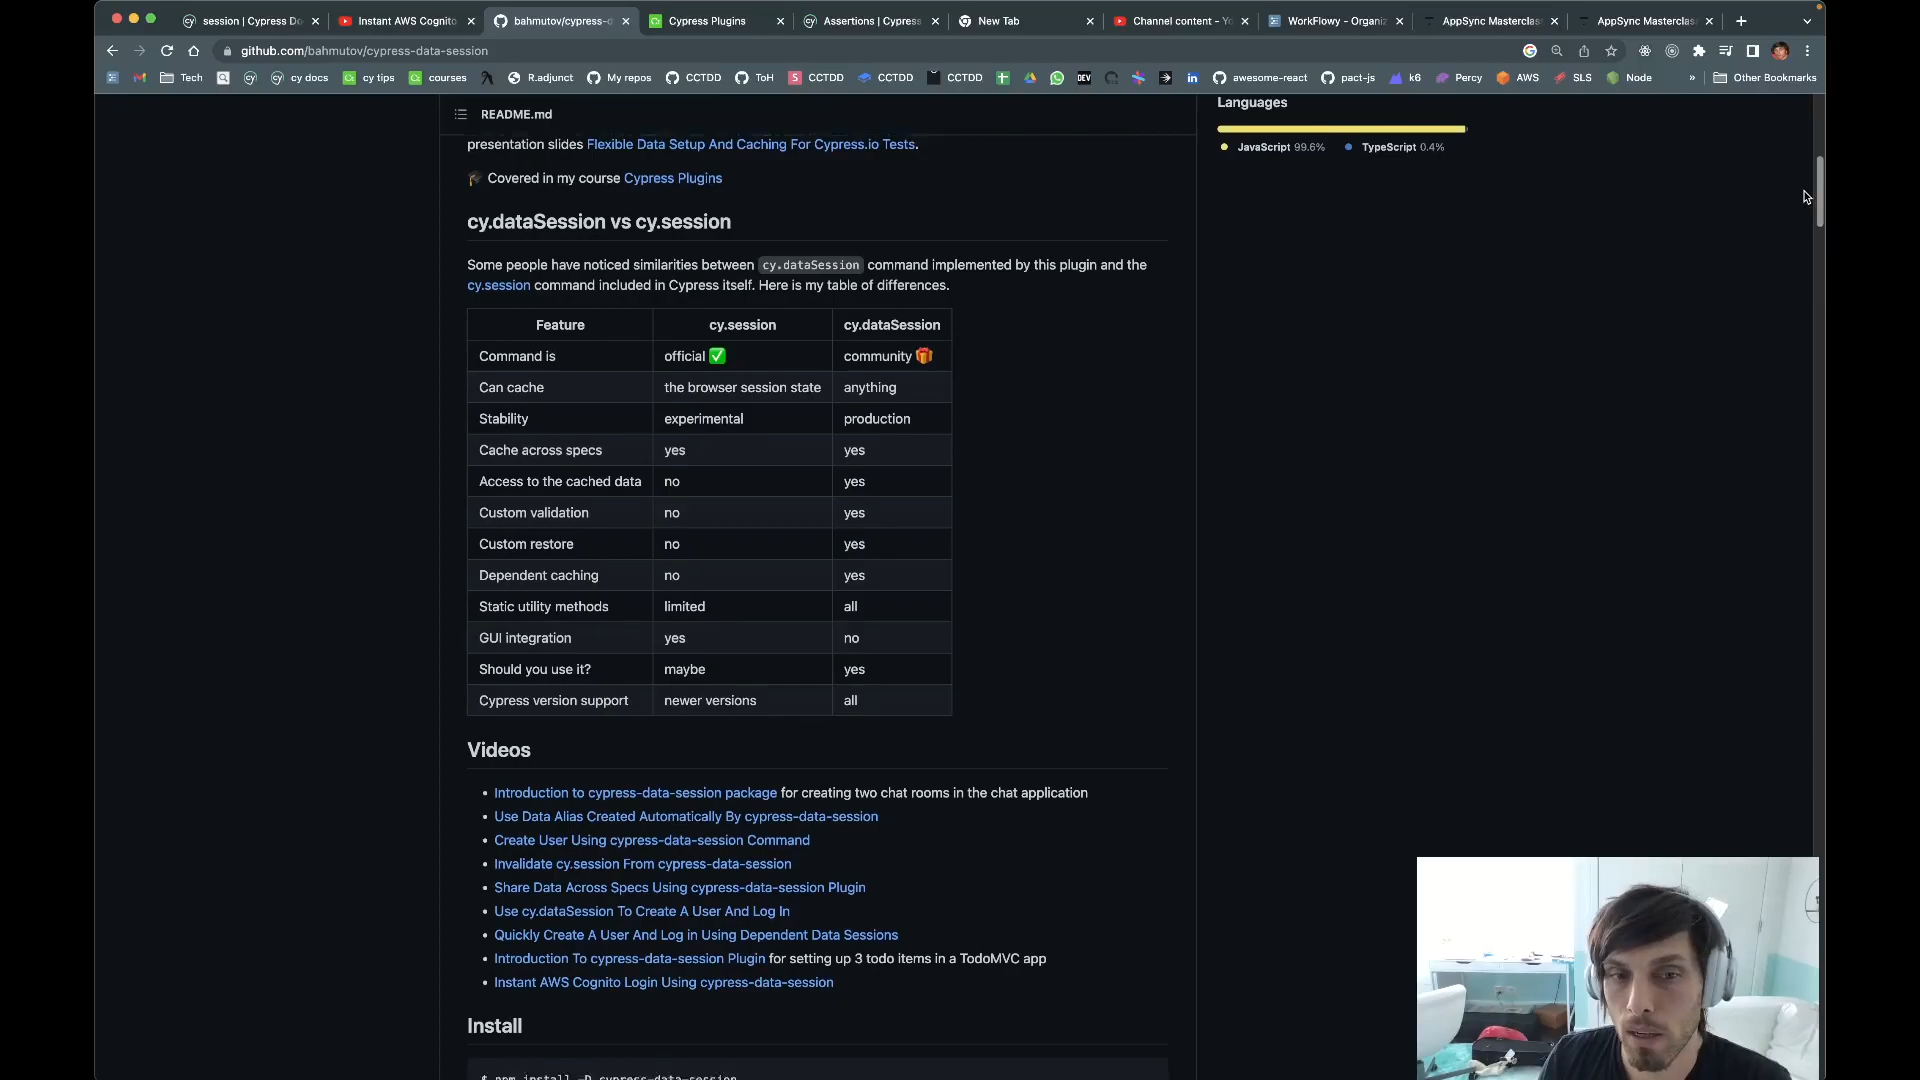 session | Cypress Do
Instant AWS Cognito
bahmutov/cypress-d
Cypress Plugins
Assertions | Cypress
New Tab
Channel content - Yo
WorkFlowy - Organiz
AppSync Masterclas
AppSync Masterclas
github.com/bahmutov/cypress-data-session
Tech
cy docs
cy tips
courses
R.adjunct
My repos
CCTDD
ToH
CCTDD
CCTDD
CCTDD
awesome-react
pact-js
k6
Percy
AWS
SLS
Node
Other Bookmarks
README.md
Languages
JavaScript 99.6%
TypeScript 0.4%
presentation slides Flexible Data Setup And Caching For Cypress.io Tests.
Covered in my course Cypress Plugins
cy.dataSession vs cy.session
Some people have noticed similarities between cy.dataSession command implemented by this plugin and the
cy.session command included in Cypress itself. Here is my table of differences.
Feature cy.session cy.dataSession
Command is official ✅ community 🎁
Can cache the browser session state anything
Stability experimental production
Cache across specs yes yes
Access to the cached data no yes
Custom validation no yes
Custom restore no yes
Dependent caching no yes
Static utility methods limited all
GUI integration yes no
Should you use it? maybe yes
Cypress version support newer versions all
Videos
• Introduction to cypress-data-session package for creating two chat rooms in the chat application
• Use Data Alias Created Automatically By cypress-data-session
• Create User Using cypress-data-session Command
• Invalidate cy.session From cypress-data-session
• Share Data Across Specs Using cypress-data-session Plugin
• Use cy.dataSession To Create A User And Log In
• Quickly Create A User And Log in Using Dependent Data Sessions
• Introduction To cypress-data-session Plugin for setting up 3 todo items in a TodoMVC app
• Instant AWS Cognito Login Using cypress-data-session
Install
$ npm install -D cypress-data-session